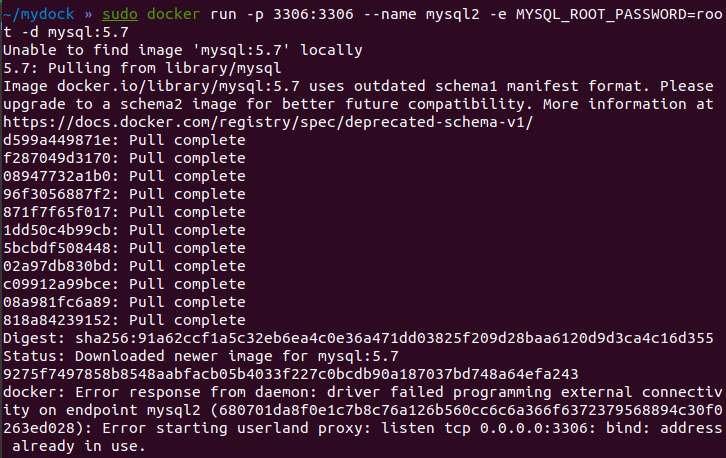 ~/mydock » sudo docker run -p 3306:3306 --name mysql2 -e MYSQL_ROOT_PASSWORD=roo
t -d mysql:5.7
Unable to find image 'mysql:5.7' locally
5.7: Pulling from library/mysql
Image docker.io/library/mysql:5.7 uses outdated schema1 manifest format. Please
upgrade to a schema2 image for better future compatibility. More information at
https://docs.docker.com/registry/spec/deprecated-schema-v1/
d599a449871e: Pull complete
f287049d3170: Pull complete
08947732a1b0: Pull complete
96f3056887f2: Pull complete
871f7f65f017: Pull complete
1dd50c4b99cb: Pull complete
5bcbdf508448: Pull complete
02a97db830bd: Pull complete
c09912a99bce: Pull complete
08a981fc6a89: Pull complete
818a84239152: Pull complete
Digest: sha256:91a62ccf1a5c32eb6ea4c0e36a471dd03825f209d28baa6120d9d3ca4c16d355
Status: Downloaded newer image for mysql:5.7
9275f7497858b8548aabfacb05b4033f227c0bcdb90a187037bd748a64efa243
docker: Error response from daemon: driver failed programming external connectiv
ity on endpoint mysql2 (680701da8f0e1c7b8c76a126b560cc6c6a366f6372379568894c30f0
263ed028): Error starting userland proxy: listen tcp 0.0.0.0:3306: bind: address
already in use.